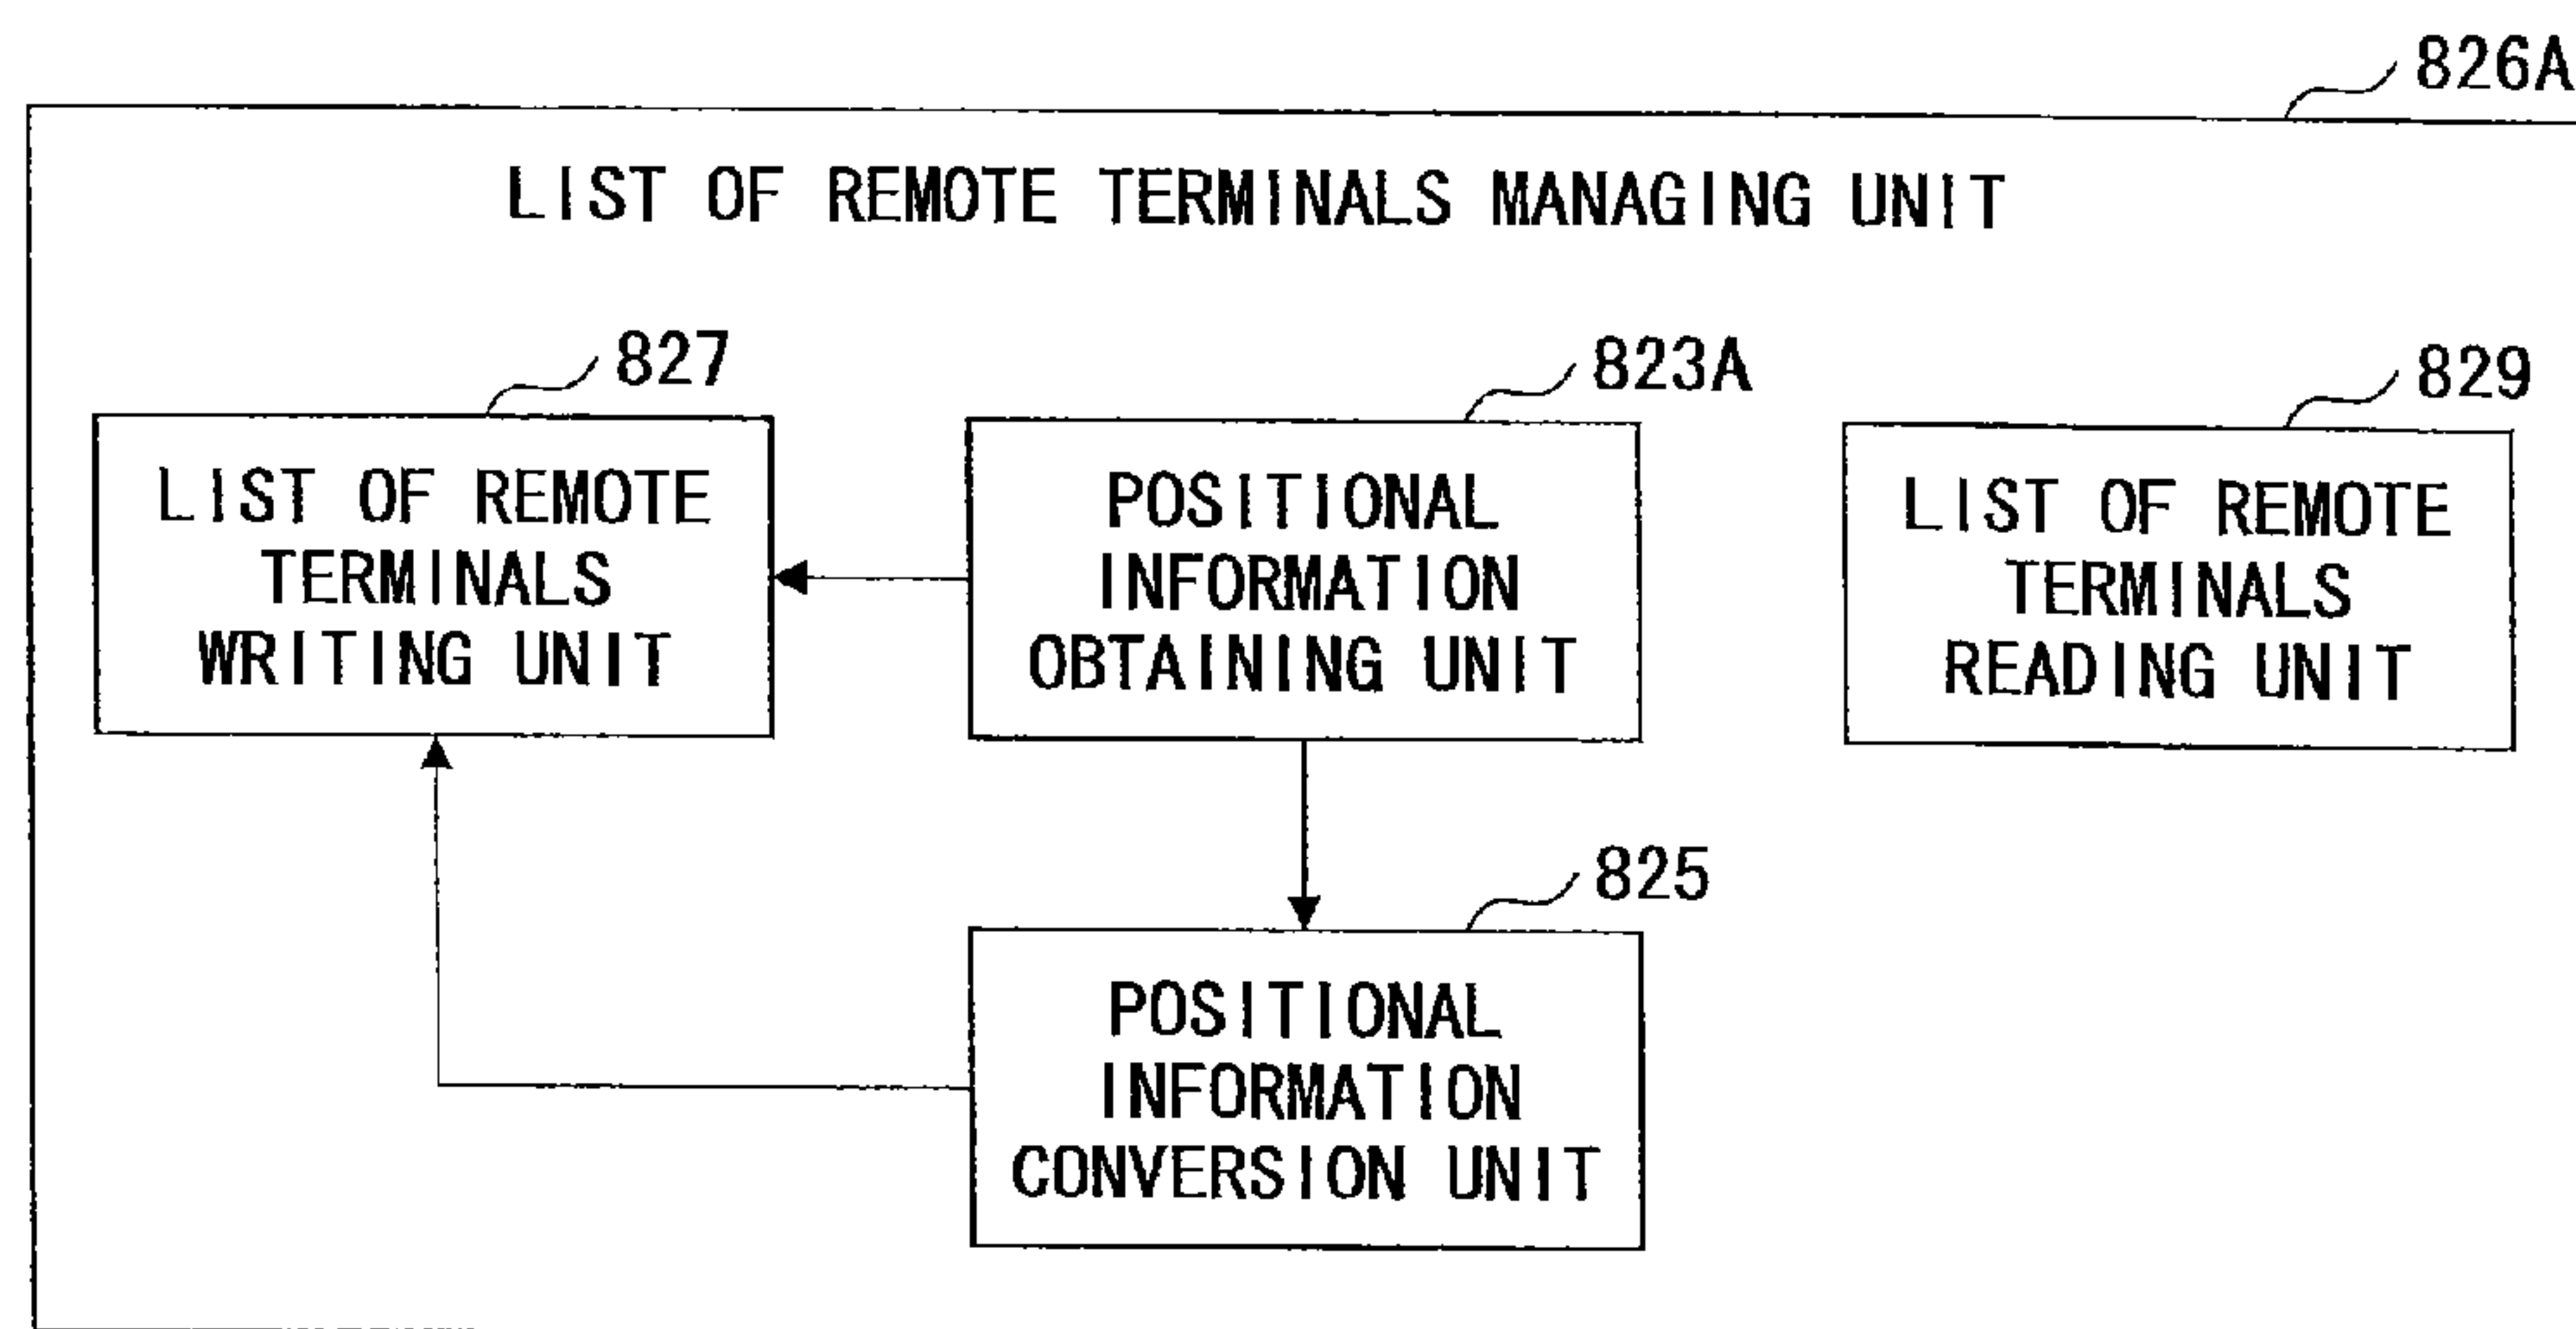 826A
LIST OF REMOTE TERMINALS MANAGING UNIT
827
LIST OF REMOTE
TERMINALS
WRITING UNIT
823A
POSITIONAL
INFORMATION
OBTAINING UNIT
829
LIST OF REMOTE
TERMINALS
READING UNIT
825
POSITIONAL
INFORMATION
CONVERSION UNIT